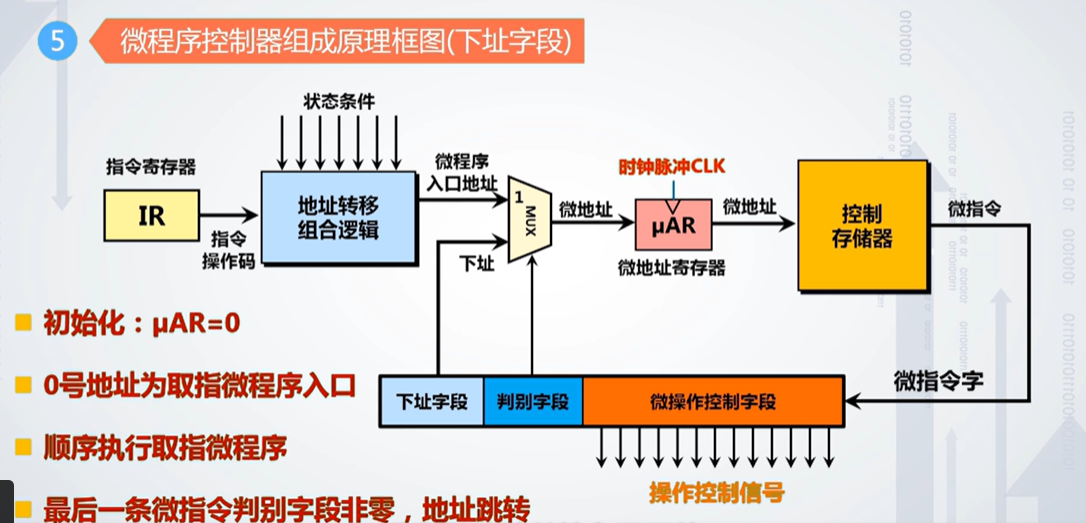 5
微程序控制器组成原理框图(下址字段)
状态条件
指令寄存器
IR
指令
操作码
地址转移
组合逻辑
微程序
入口地址
下址
1
MUX
微地址
时钟脉冲CLK
μAR
微地址寄存器
微地址
控制
存储器
微指令
初始化：μAR=0
0号地址为取指微程序入口
顺序执行取指微程序
最后一条微指令判别字段非零，地址跳转
下址字段
判别字段
微操作控制字段
微指令字
操作控制信号